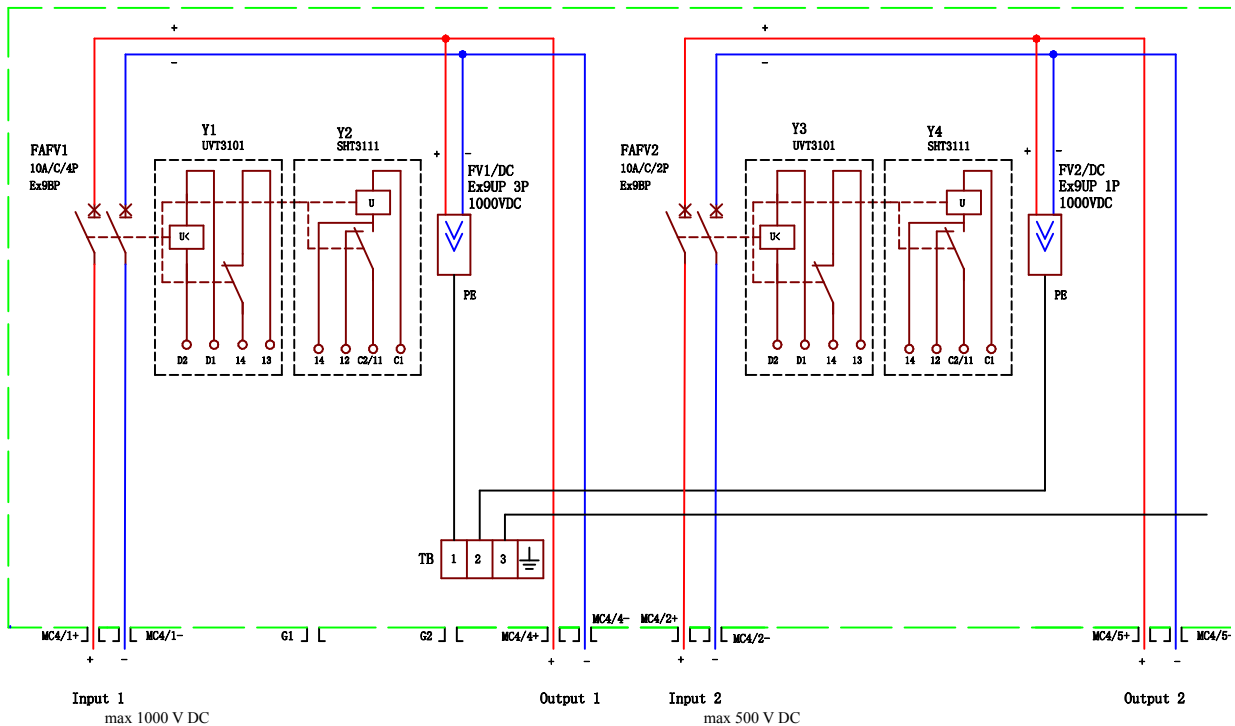 +
-
Y1
UVT3101
Y2
SHT3111
FAFV1
10A/C/4P
Ex9BP
+
-
FV1/DC
Ex9UP 3P
1000VDC
U<
U
PE
D2
D1
14
13
14
12
C2/11
C1
+
-
Y3
UVT3101
Y4
SHT3111
FAFV2
10A/C/2P
Ex9BP
+
-
FV2/DC
Ex9UP 1P
1000VDC
U<
U
PE
D2
D1
14
13
14
12
C2/11
C1
TB
1
2
3
MC4/1+
MC4/1-
G1
G2
MC4/4+
MC4/4-
MC4/2+
MC4/2-
MC4/5+
MC4/5-
+
-
+
-
+
-
+
-
Input 1
max 1000 V DC
Output 1
Input 2
max 500 V DC
Output 2